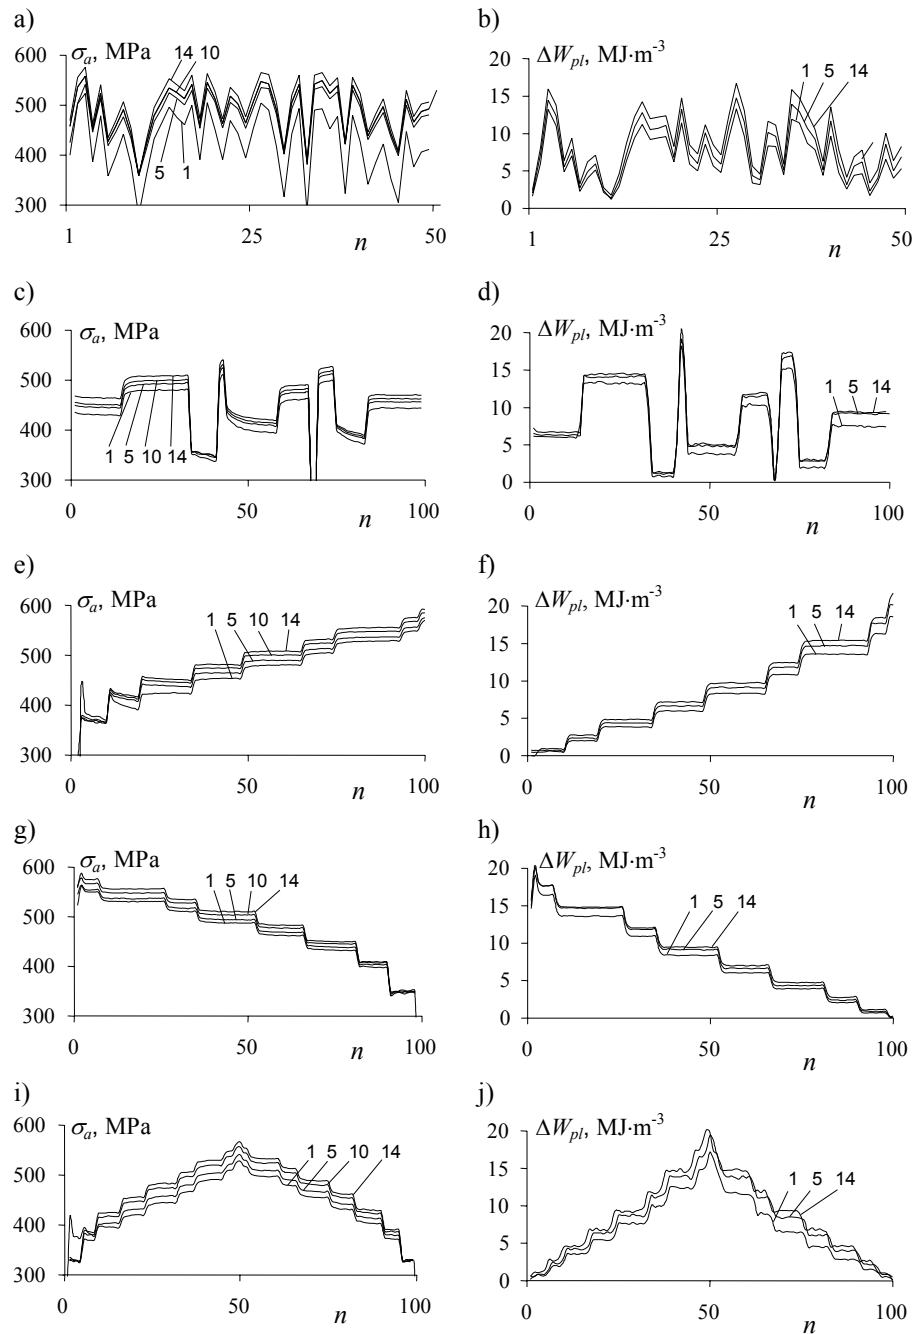 a)
σa, MPa
600
500
400
300
14 10
5 1
1 25 50
n
b)
ΔWpl, MJ·m-3
20
15
10
5
0
1 5 14
1 25 50
n
c)
σa, MPa
600
500
400
300
1 5 10 14
0 50 100
n
d)
ΔWpl, MJ·m-3
20
15
10
5
0
1 5 14
0 50 100
n
e)
σa, MPa
600
500
400
300
1 5 10 14
0 50 100
n
f)
ΔWpl, MJ·m-3
20
15
10
5
0
1 5 14
0 50 100
n
g)
σa, MPa
600
500
400
300
1 5 10 14
0 50 100
n
h)
ΔWpl, MJ·m-3
20
15
10
5
0
1 5 14
0 50 100
n
i)
σa, MPa
600
500
400
300
1 5 10 14
0 50 100
n
j)
ΔWpl, MJ·m-3
20
15
10
5
0
1 5 14
0 50 100
n